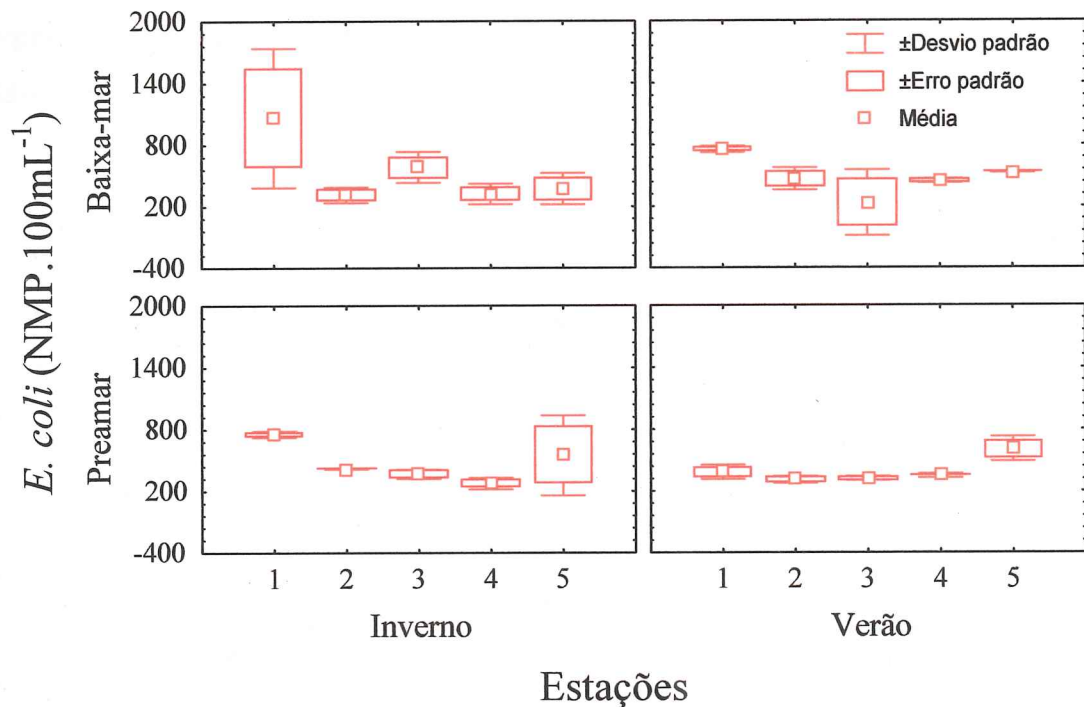 E. coli (NMP.100mL⁻¹)
Baixa-mar
2000
1400
800
200
-400
±Desvio padrão
±Erro padrão
Média
Preamar
2000
1400
800
200
-400
1 2 3 4 5
1 2 3 4 5
Inverno
Verão
Estações